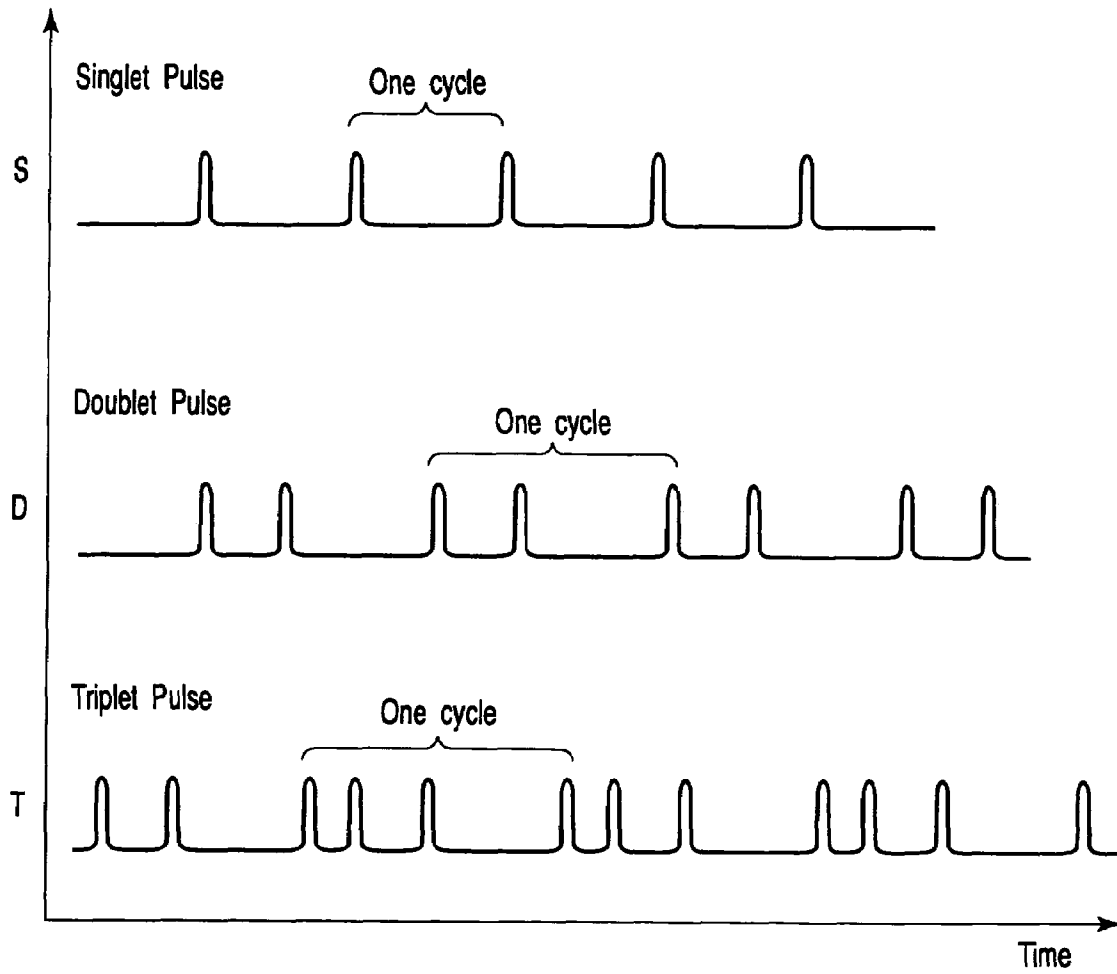 Singlet Pulse
One cycle
S
Doublet Pulse
One cycle
D
Triplet Pulse
One cycle
T
Time